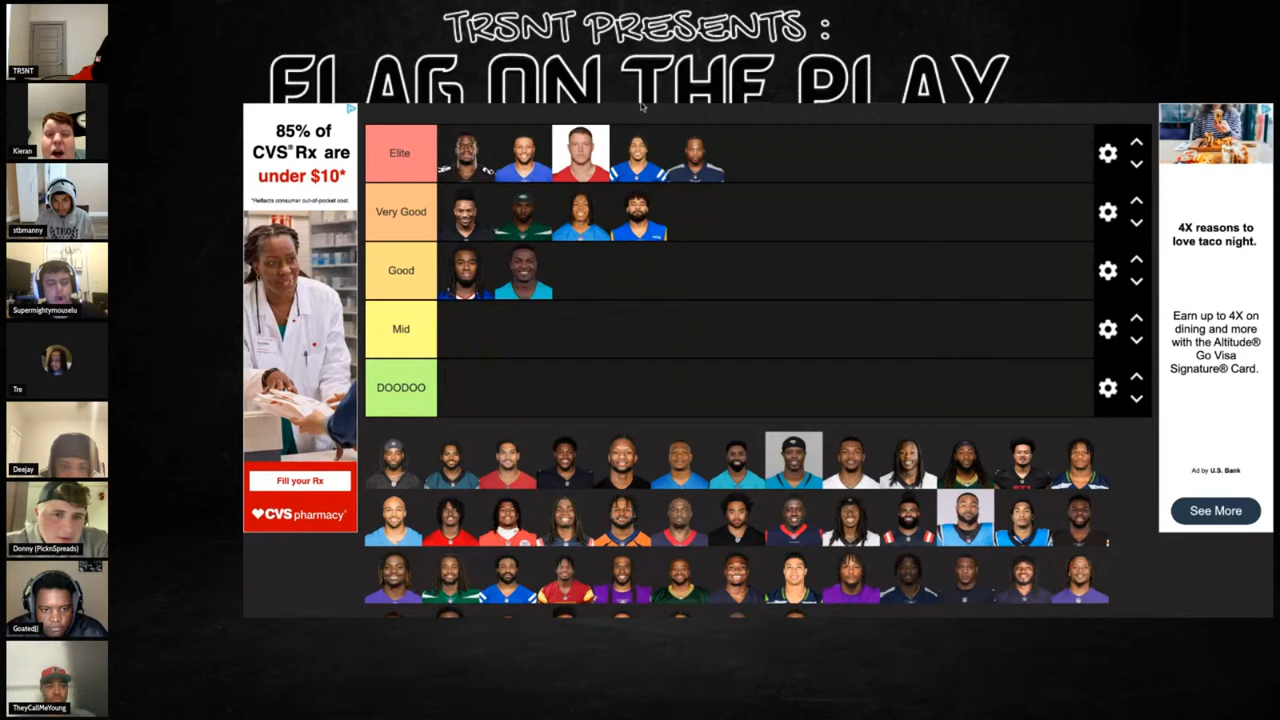 TR5NT PRESENTS :
FLAG ON THE PLAY
TR5NT
Kieran
stbmanny
Supermightymouselu
Tre
Deejay
Donny (PicknSpreads)
GoatedJJ
TheyCallMeYoung
85% of
CVS® Rx are
under $10*
*Reflects consumer out-of-pocket cost.
Fill your Rx
CVS pharmacy®
Elite
Very Good
Good
Mid
DOODOO
4X reasons to
love taco night.
Earn up to 4X on
dining and more
with the Altitude®
Go Visa
Signature® Card.
Ad by U.S. Bank
See More